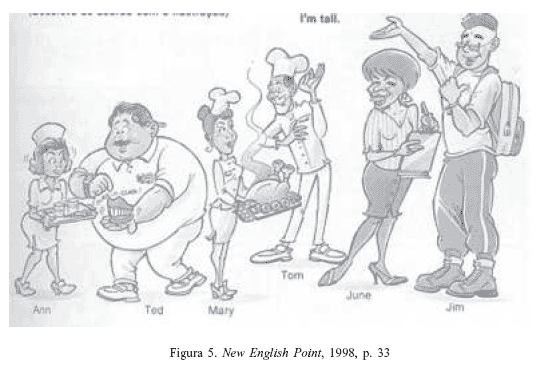 I'm tall.
Ann
Ted
Mary
Tom
June
Jim
Figura 5. New English Point, 1998, p. 33